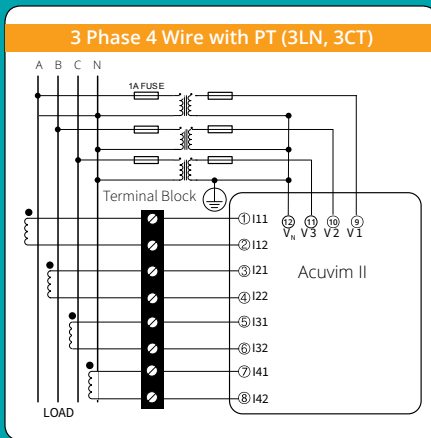 3 Phase 4 Wire with PT (3LN, 3CT)
A B C N
1A FUSE
Terminal Block
⑫ ⑪ ⑩ ⑨
VN V3 V2 V1
① I11
② I12
③ I21
④ I22
⑤ I31
⑥ I32
⑦ I41
⑧ I42
Acuvim II
LOAD